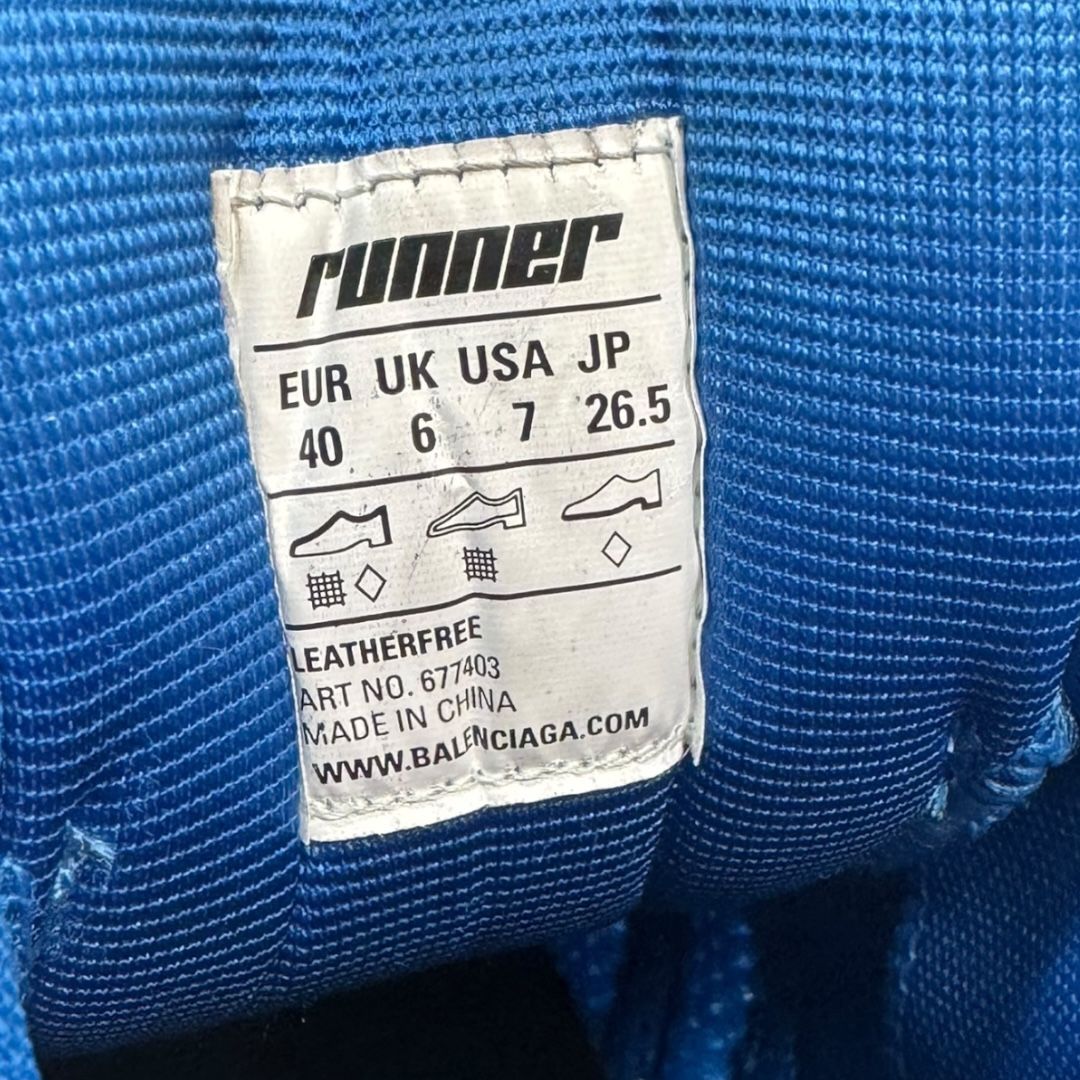 runner
EUR UK USA JP
40 6 7 26.5
LEATHERFREE
ART NO. 677403
MADE IN CHINA
WWW.BALENCIAGA.COM